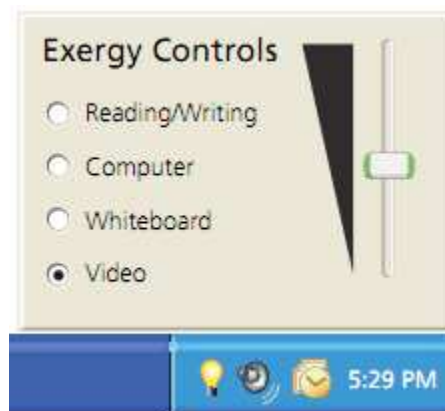 Exergy Controls
Reading/Writing
Computer
Whiteboard
Video
5:29 PM